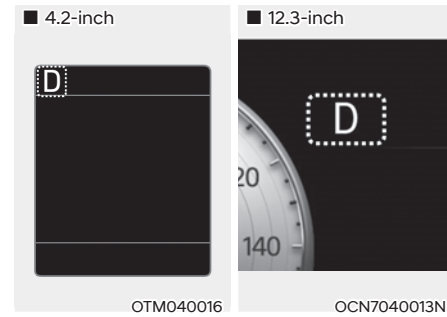 ■ 4.2-inch
D
OTM040016
■ 12.3-inch
D
20
140
OCN7040013N